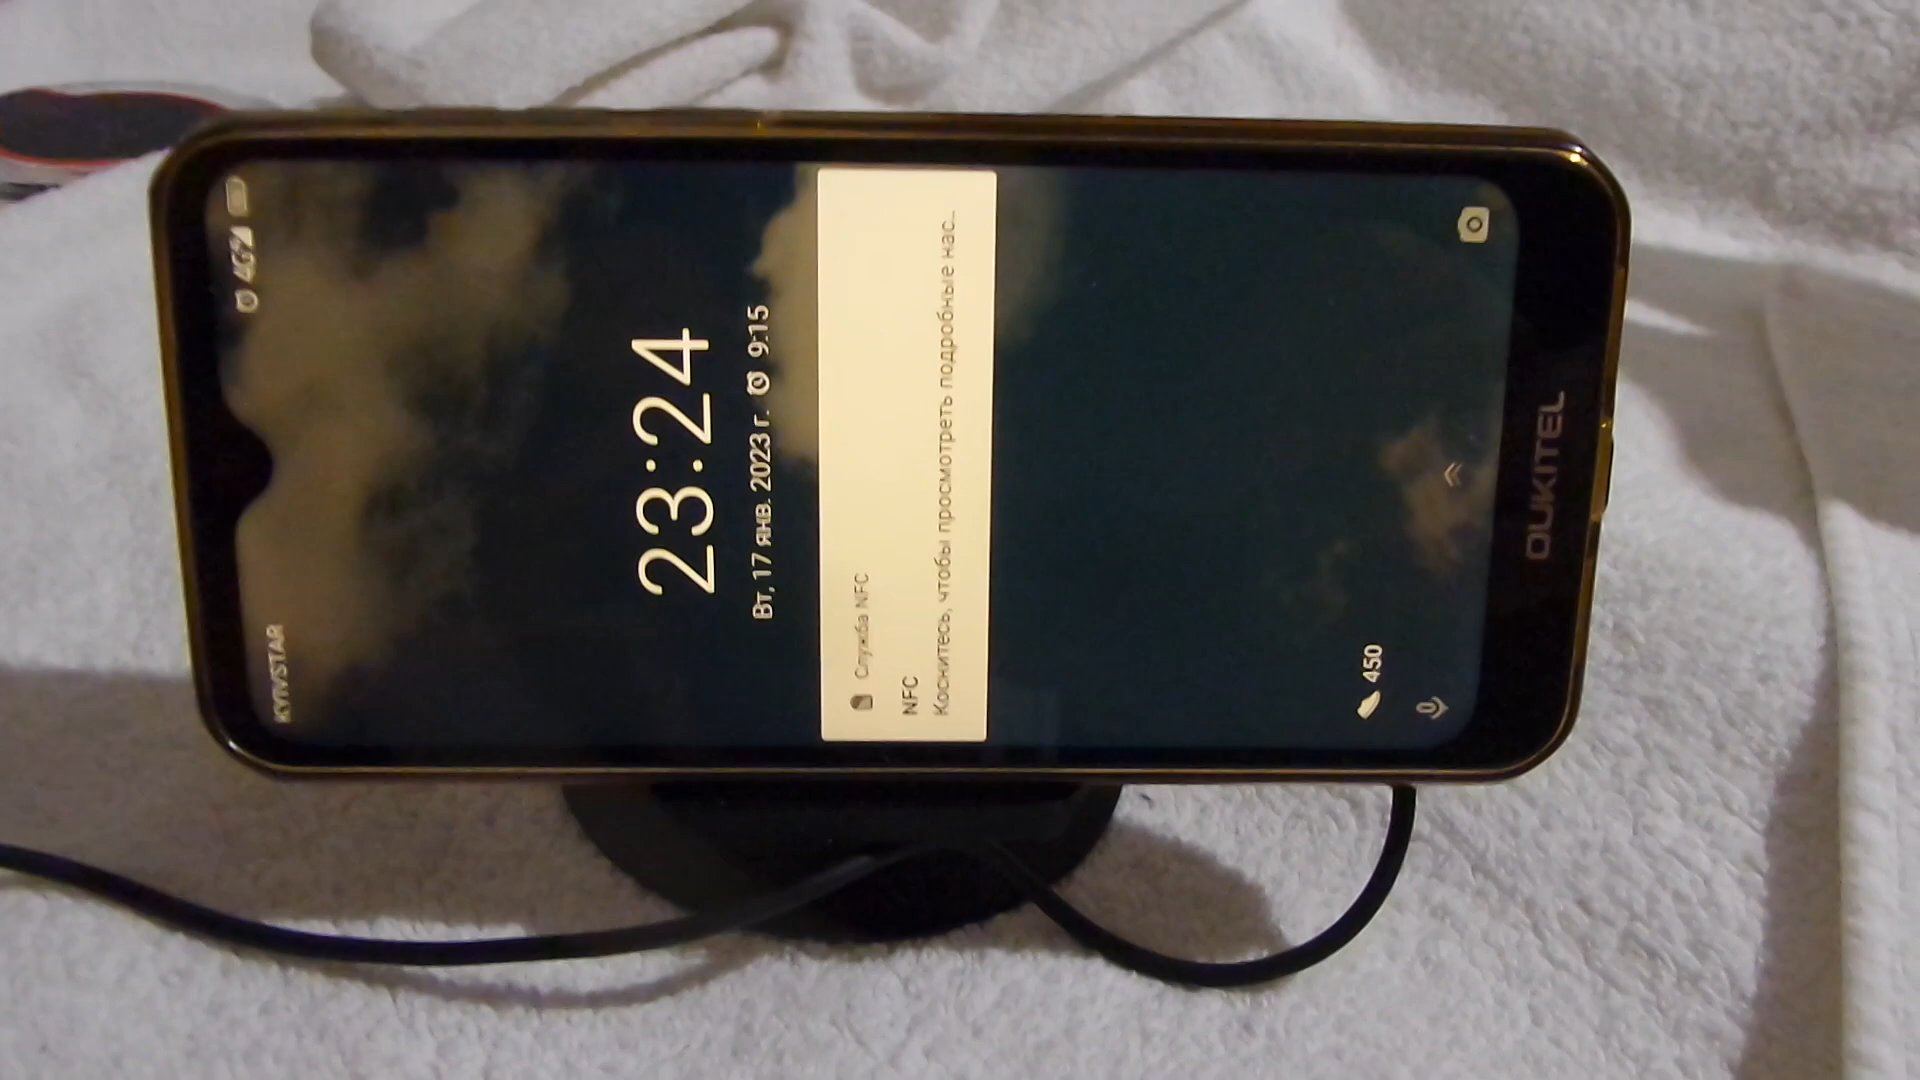 KYIVSTAR 4G
23:24
Вт, 17 янв. 2023 г. 9:15
Служба NFC
NFC
Коснитесь, чтобы просмотреть подробные нас…
450
OUKITEL